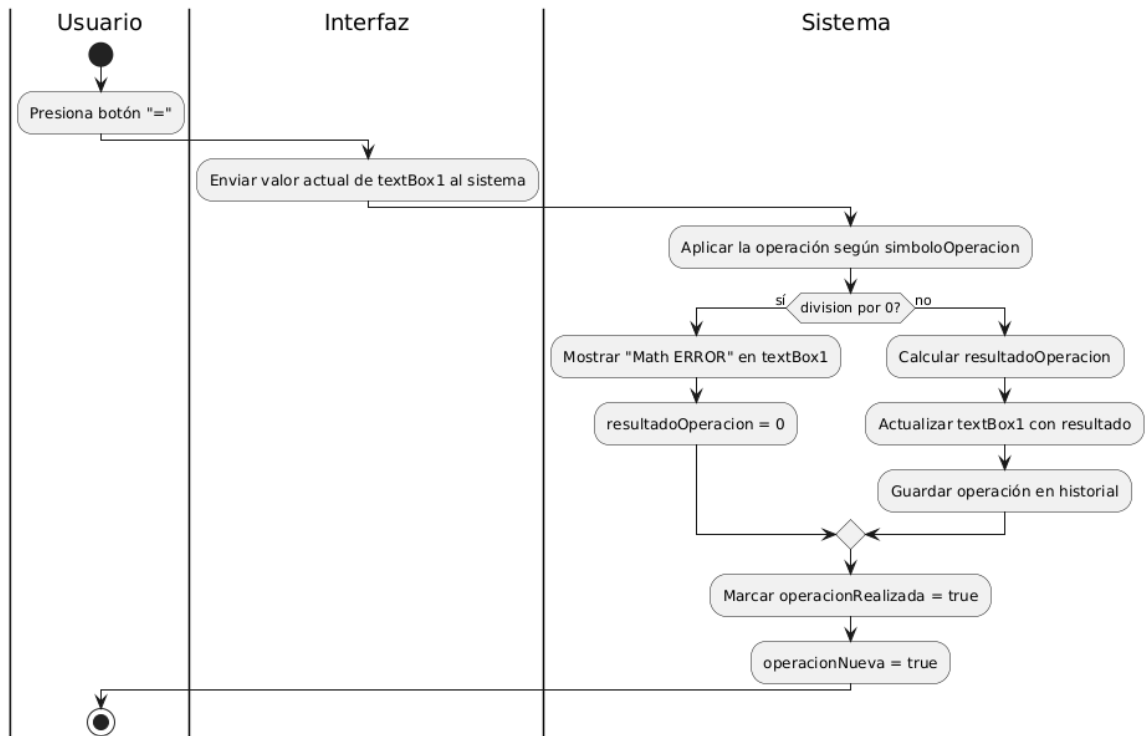 Usuario
Interfaz
Sistema
Presiona botón "="
Enviar valor actual de textBox1 al sistema
Aplicar la operación según simboloOperacion
sí
division por 0?
no
Mostrar "Math ERROR" en textBox1
Calcular resultadoOperacion
resultadoOperacion = 0
Actualizar textBox1 con resultado
Guardar operación en historial
Marcar operacionRealizada = true
operacionNueva = true